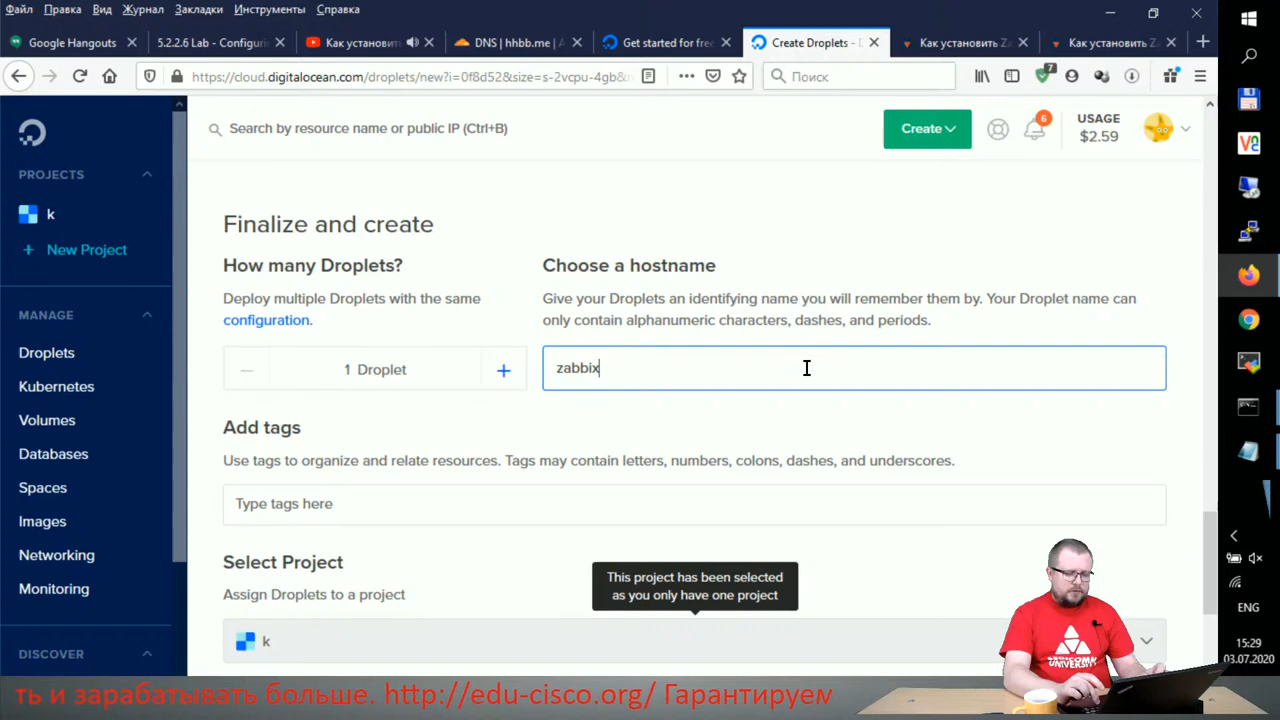 Файл Правка Вид Журнал Закладки Инструменты Справка
Google Hangouts
5.2.2.6 Lab - Configurin
Как установит
DNS | hhbb.me |
Get started for free
Create Droplets -
Как установить Za
Как установить Za
https://cloud.digitalocean.com/droplets/new?i=0f8d52&size=s-2vcpu-4gb&
Поиск
7
Search by resource name or public IP (Ctrl+B)
Create
6
USAGE
$2.59
PROJECTS
k
+ New Project
MANAGE
Droplets
Kubernetes
Volumes
Databases
Spaces
Images
Networking
Monitoring
DISCOVER
Finalize and create
How many Droplets?
Deploy multiple Droplets with the same
configuration.
1 Droplet
Choose a hostname
Give your Droplets an identifying name you will remember them by. Your Droplet name can
only contain alphanumeric characters, dashes, and periods.
zabbix
Add tags
Use tags to organize and relate resources. Tags may contain letters, numbers, colons, dashes, and underscores.
Type tags here
Select Project
Assign Droplets to a project
This project has been selected
as you only have one project
k
ENG
15:29
03.07.2020
UNIVERSITY
ть и зарабатывать больше. http://edu-cisco.org/ Гарантируем